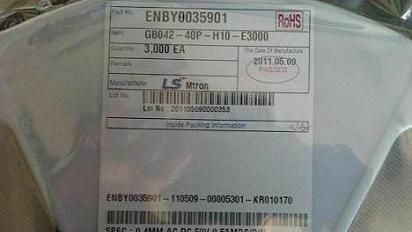 Part No. ENBY0035901 RoHS
Item GB042-40P-H10-E3000
Quantity 3,000 EA The Date Of Manufacture
Remark 2011.05.09
PASSED
Manufacturer LS Mtron
Lot No
Lot No 201105090000353
Inside Packing Information
ENBY0035901-110509-00005301-KR010170